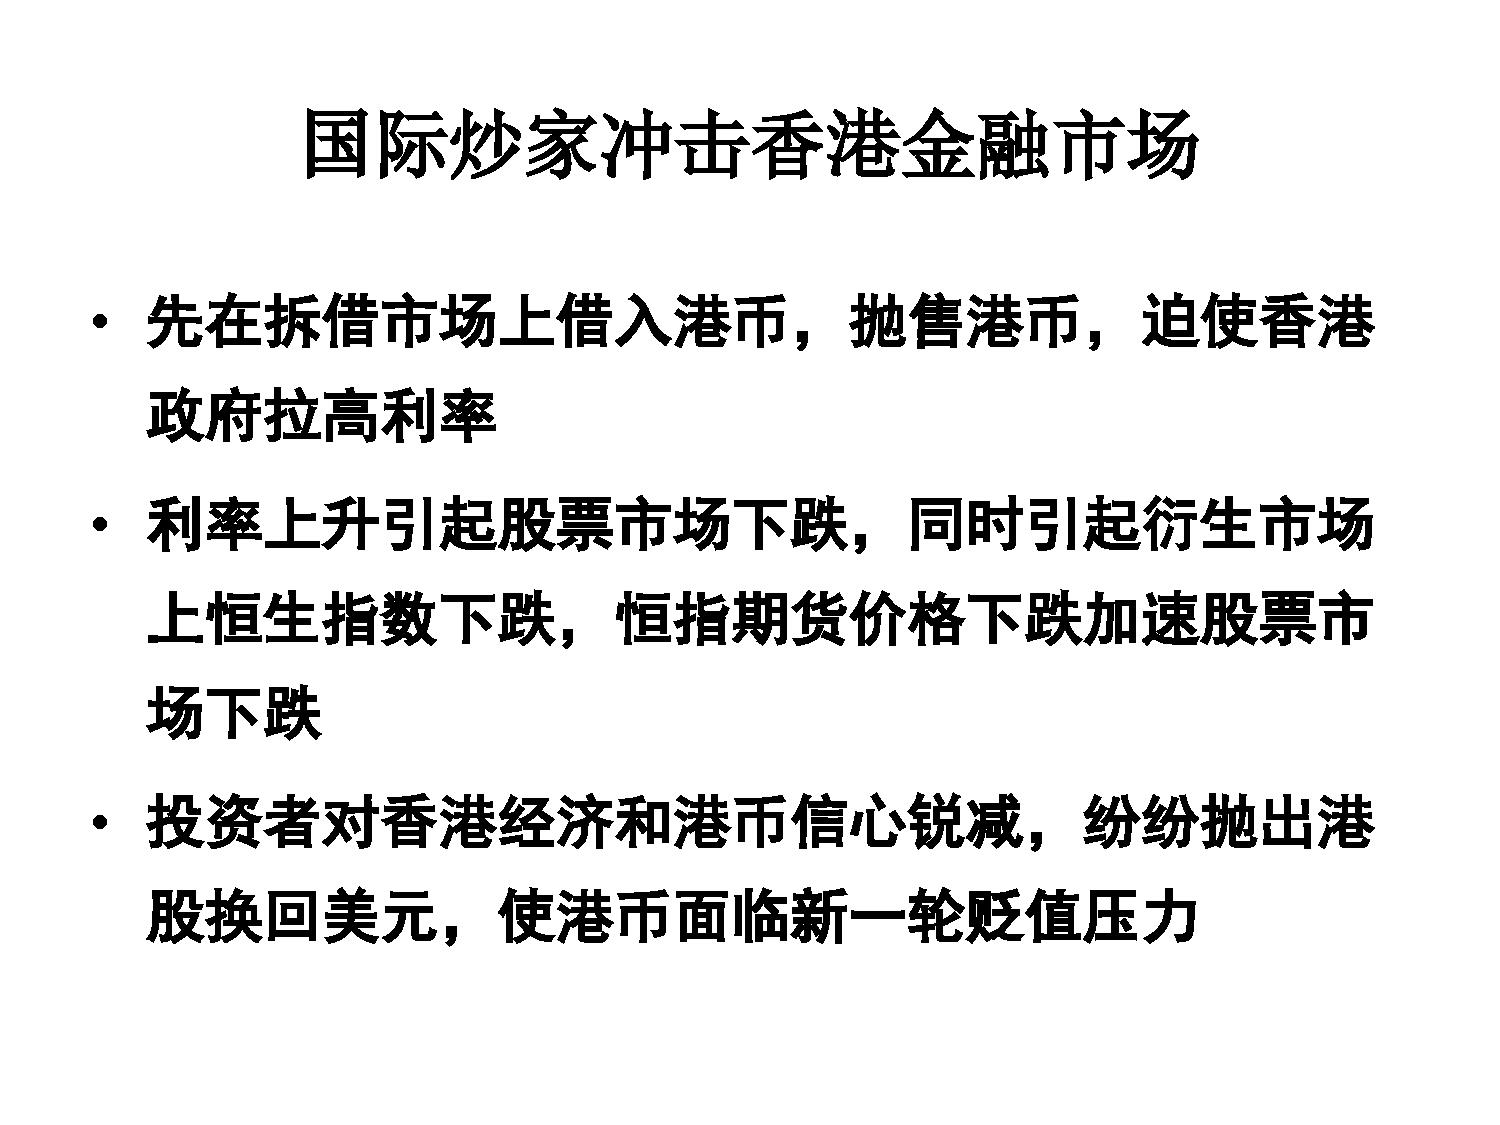 国际炒家冲击香港金融市场
• 先在拆借市场上借入港币，抛售港币，迫使香港
政府拉高利率
• 利率上升引起股票市场下跌，同时引起衍生市场
上恒生指数下跌，恒指期货价格下跌加速股票市
场下跌
• 投资者对香港经济和港币信心锐减，纷纷抛出港
股换回美元，使港币面临新一轮贬值压力